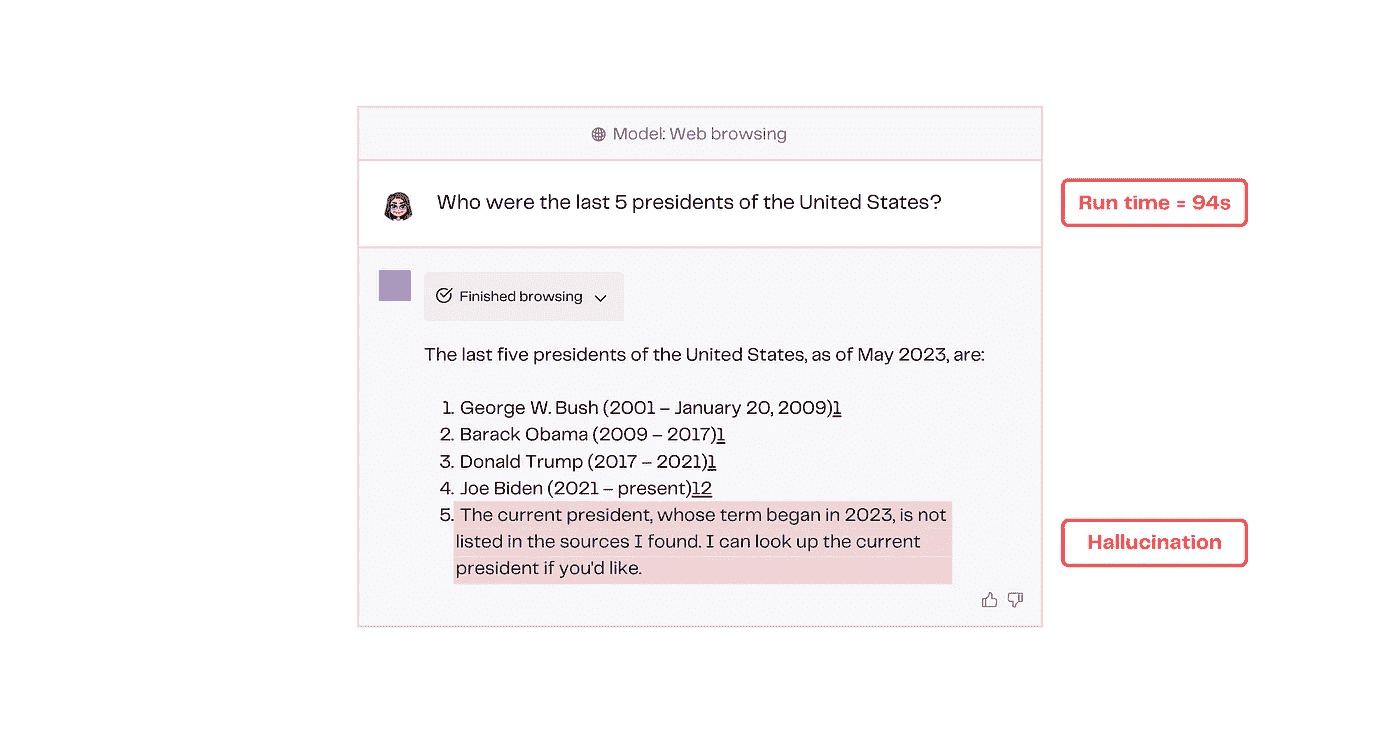 Model: Web browsing
Who were the last 5 presidents of the United States?
Run time = 94s
Finished browsing
The last five presidents of the United States, as of May 2023, are:
1. George W. Bush (2001 – January 20, 2009)1
2. Barack Obama (2009 – 2017)1
3. Donald Trump (2017 – 2021)1
4. Joe Biden (2021 – present)12
5. The current president, whose term began in 2023, is not
listed in the sources I found. I can look up the current
president if you'd like.
Hallucination